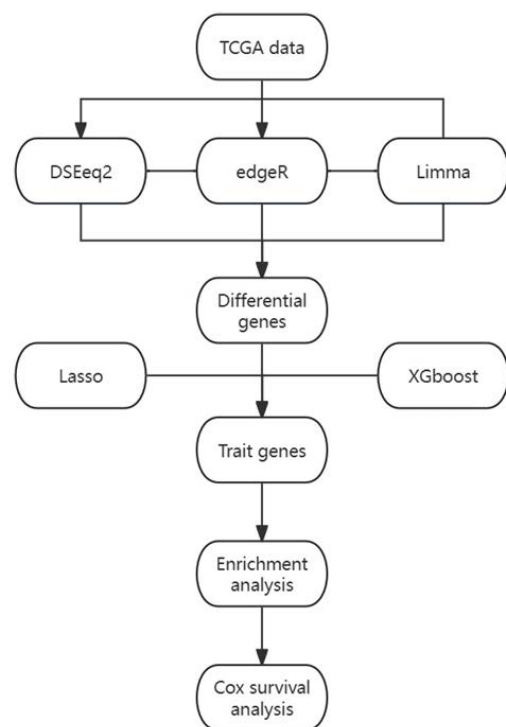 TCGA data
DSEeq2
edgeR
Limma
Differential
genes
Lasso
XGboost
Trait genes
Enrichment
analysis
Cox survival
analysis